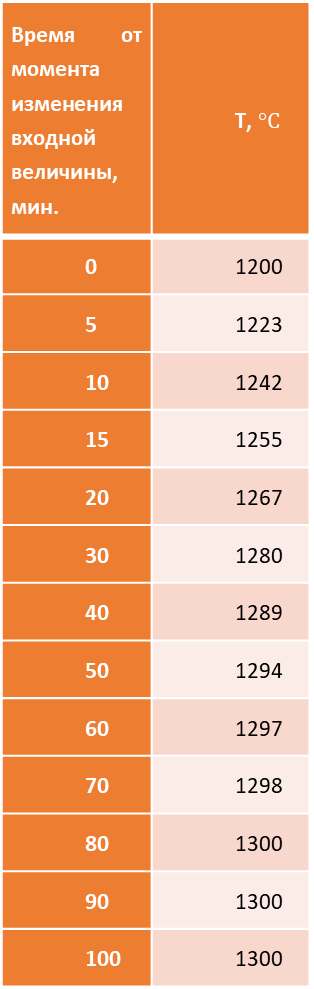 Время от
момента
изменения
входной
величины,
мин.
T, °C
0 1200
5 1223
10 1242
15 1255
20 1267
30 1280
40 1289
50 1294
60 1297
70 1298
80 1300
90 1300
100 1300